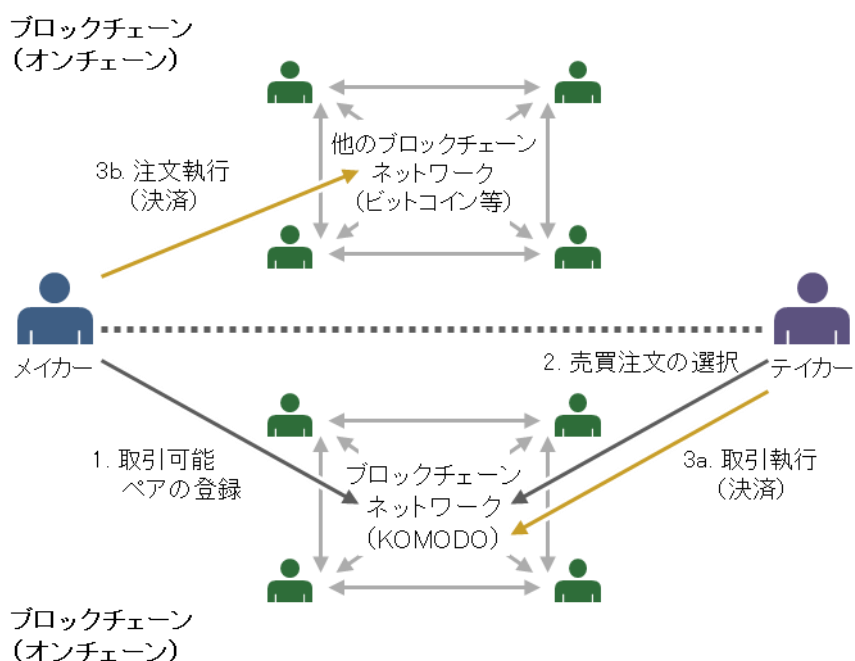 ブロックチェーン
(オンチェーン)
他のブロックチェーン
ネットワーク
(ビットコイン等)
3b. 注文執行
(決済)
メイカー
テイカー
2. 売買注文の選択
1. 取引可能
ペアの登録
ブロックチェーン
ネットワーク
(KOMODO)
3a. 取引執行
(決済)
ブロックチェーン
(オンチェーン)